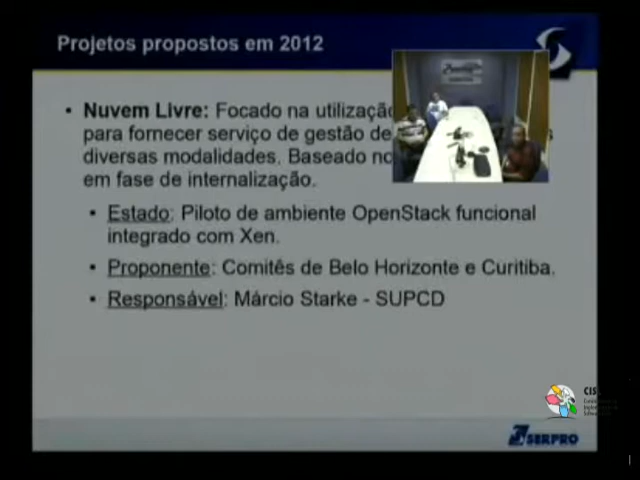 Projetos propostos em 2012
• Nuvem Livre: Focado na utilização
para fornecer serviço de gestão de
diversas modalidades. Baseado no
em fase de internalização.
• Estado: Piloto de ambiente OpenStack funcional
integrado com Xen.
• Proponente: Comitês de Belo Horizonte e Curitiba.
• Responsável: Márcio Starke - SUPCD
CIS
SERPRO